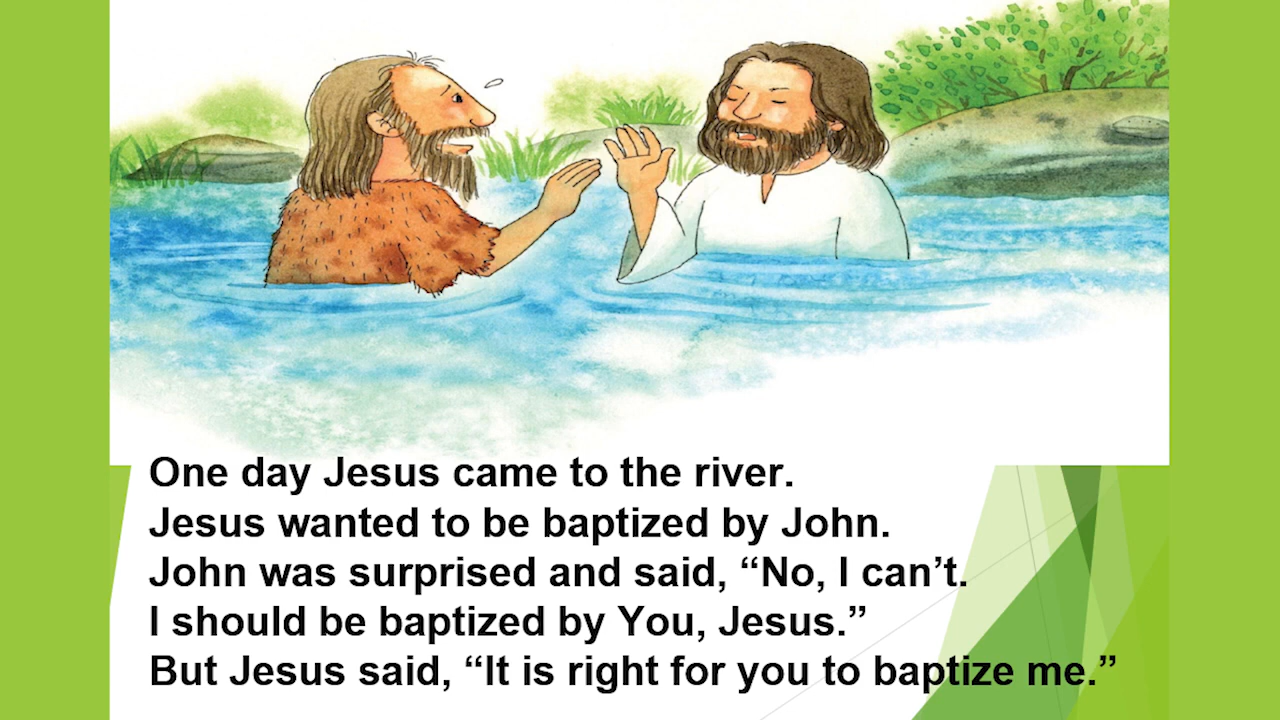 One day Jesus came to the river.
Jesus wanted to be baptized by John.
John was surprised and said, “No, I can’t.
I should be baptized by You, Jesus.”
But Jesus said, “It is right for you to baptize me.”